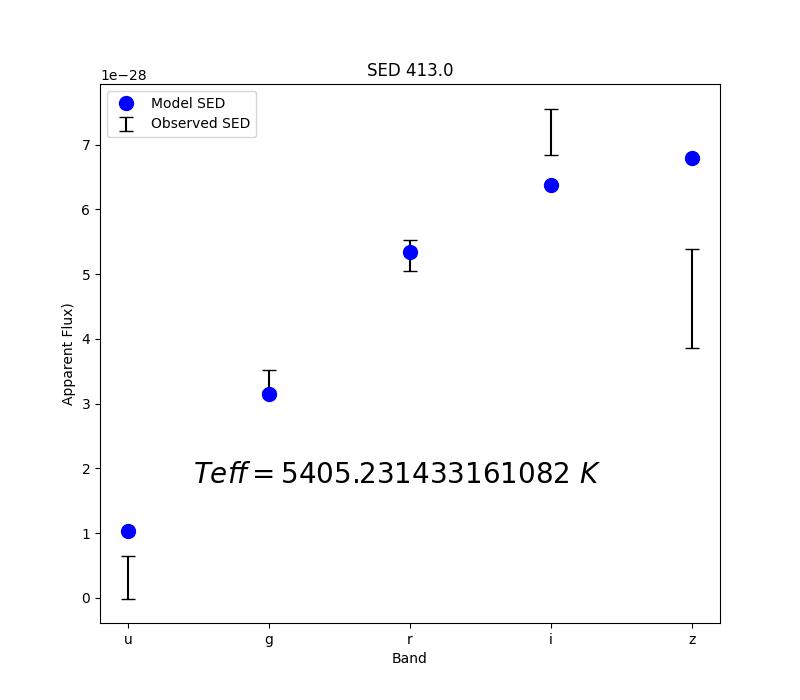 SED 413.0
1e−28
Model SED
Observed SED
7
6
5
4
3
2
1
0
Apparent Flux)
Teff = 5405.231433161082 K
u g r i z
Band